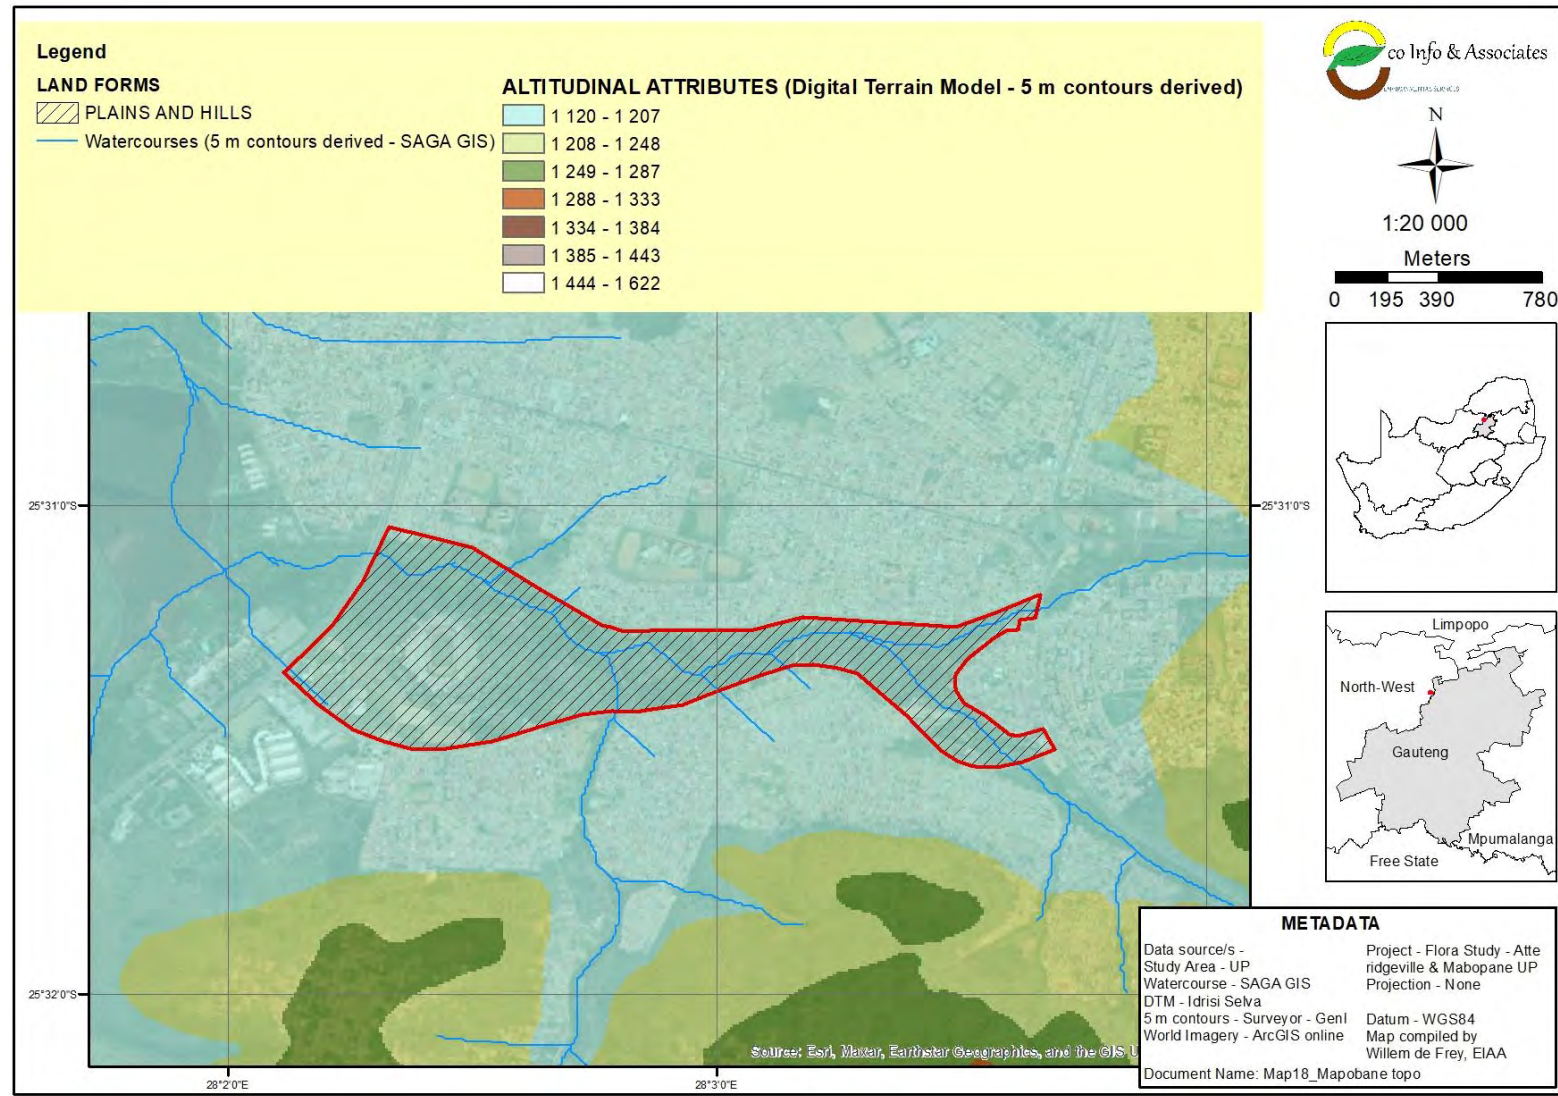 Legend
LAND FORMS
PLAINS AND HILLS
Watercourses (5 m contours derived - SAGA GIS)
ALTITUDINAL ATTRIBUTES (Digital Terrain Model - 5 m contours derived)
1 120 - 1 207
1 208 - 1 248
1 249 - 1 287
1 288 - 1 333
1 334 - 1 384
1 385 - 1 443
1 444 - 1 622
co Info & Associates
N
1:20 000
Meters
0 195 390 780
25°31'0"S
25°31'0"S
25°32'0"S
28°2'0"E
28°3'0"E
Source: Esri, Maxar, Earthstar Geographics, and the GIS U
Limpopo
North-West
Gauteng
Mpumalanga
Free State
METADATA
Data source/s -
Study Area - UP
Watercourse - SAGA GIS
DTM - Idrisi Selva
5 m contours - Surveyor - Genl
World Imagery - ArcGIS online
Project - Flora Study - Atte
ridgeville & Mabopane UP
Projection - None
Datum - WGS84
Map compiled by
Willem de Frey, EIAA
Document Name: Map18_Mapobane topo